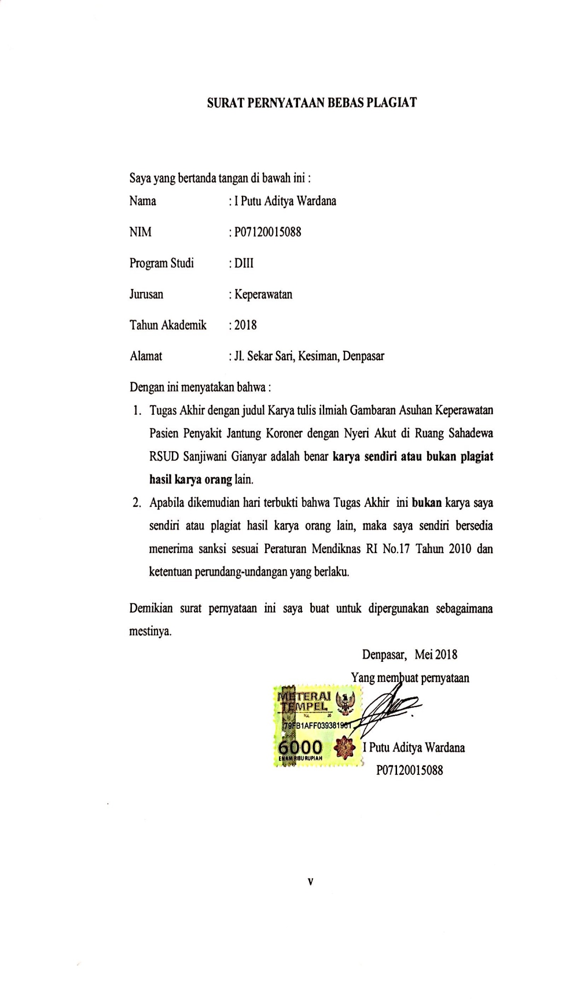 SURAT PERNYATAAN BEBAS PLAGIAT
Saya yang bertanda tangan di bawah ini :
Nama : I Putu Aditya Wardana
NIM : P07120015088
Program Studi : DIII
Jurusan : Keperawatan
Tahun Akademik : 2018
Alamat : Jl. Sekar Sari, Kesiman, Denpasar
Dengan ini menyatakan bahwa :
1. Tugas Akhir dengan judul Karya tulis ilmiah Gambaran Asuhan Keperawatan
Pasien Penyakit Jantung Koroner dengan Nyeri Akut di Ruang Sahadewa
RSUD Sanjiwani Gianyar adalah benar karya sendiri atau bukan plagiat
hasil karya orang lain.
2. Apabila dikemudian hari terbukti bahwa Tugas Akhir ini bukan karya saya
sendiri atau plagiat hasil karya orang lain, maka saya sendiri bersedia
menerima sanksi sesuai Peraturan Mendiknas RI No.17 Tahun 2010 dan
ketentuan perundang-undangan yang berlaku.
Demikian surat pernyataan ini saya buat untuk dipergunakan sebagaimana
mestinya.
Denpasar, Mei 2018
Yang membuat pernyataan
METERAI
TEMPEL
TGL 20
79FB1AFF039381961
6000
ENAM RIBU RUPIAH
I Putu Aditya Wardana
P07120015088
v